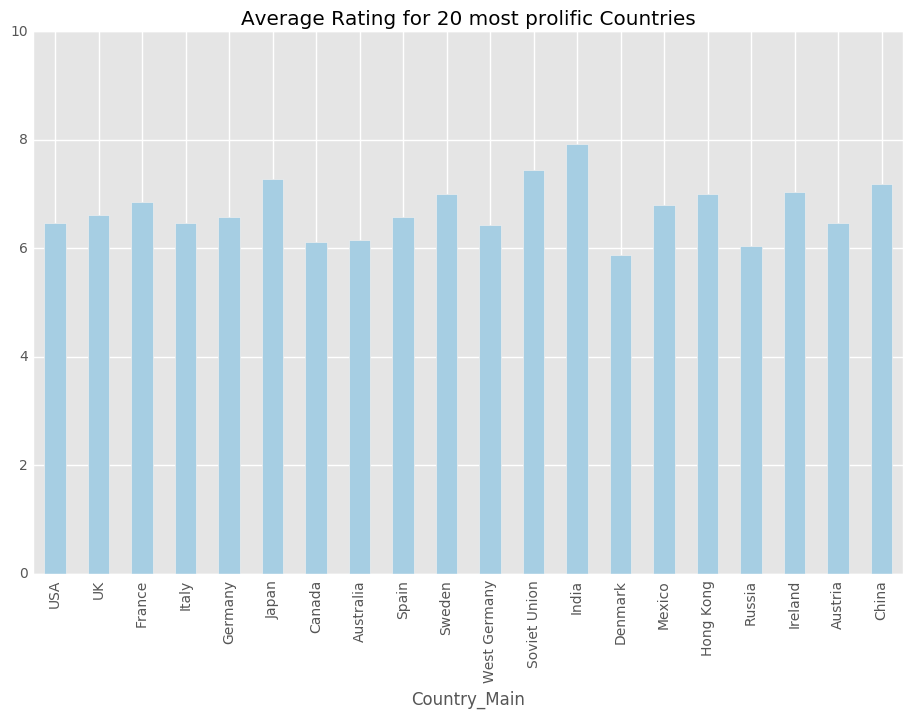 Average Rating for 20 most prolific Countries
10
8
6
4
2
0
USA
UK
France
Italy
Germany
Japan
Canada
Australia
Spain
Sweden
West Germany
Soviet Union
India
Denmark
Mexico
Hong Kong
Russia
Ireland
Austria
China
Country_Main